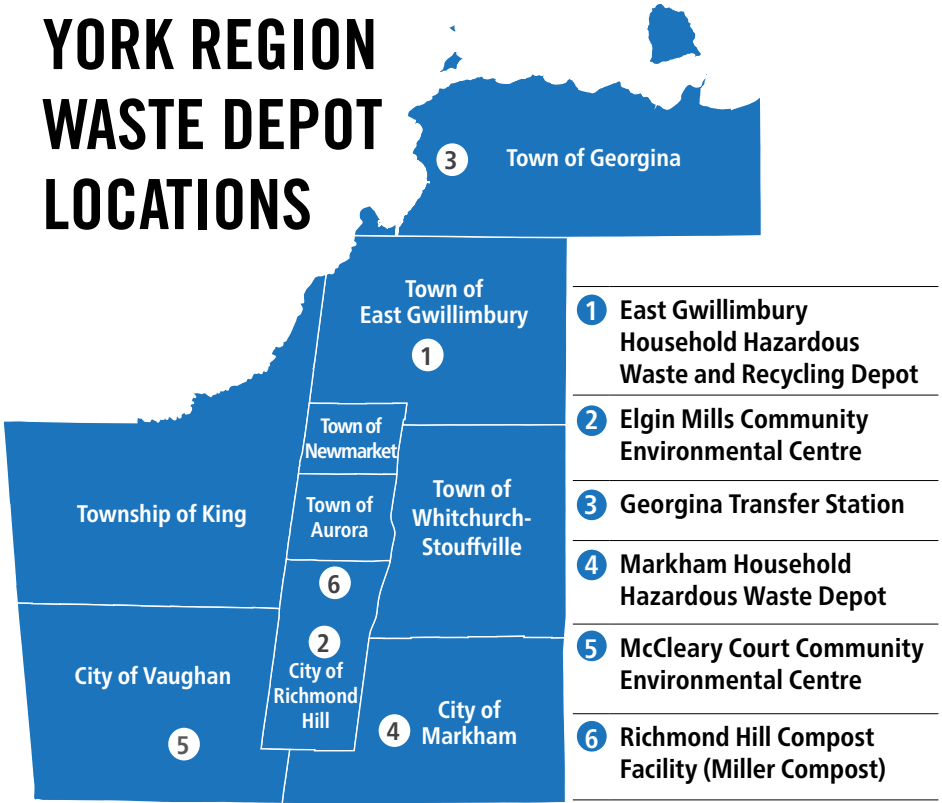 YORK REGION
WASTE DEPOT
LOCATIONS
3
Town of Georgina
Town of
East Gwillimbury
1
Town of
Newmarket
Township of King
Town of
Aurora
Town of
Whitchurch-
Stouffville
6
2
City of
Richmond
Hill
City of Vaughan
5
4
City of
Markham
1 East Gwillimbury
Household Hazardous
Waste and Recycling Depot
2 Elgin Mills Community
Environmental Centre
3 Georgina Transfer Station
4 Markham Household
Hazardous Waste Depot
5 McCleary Court Community
Environmental Centre
6 Richmond Hill Compost
Facility (Miller Compost)